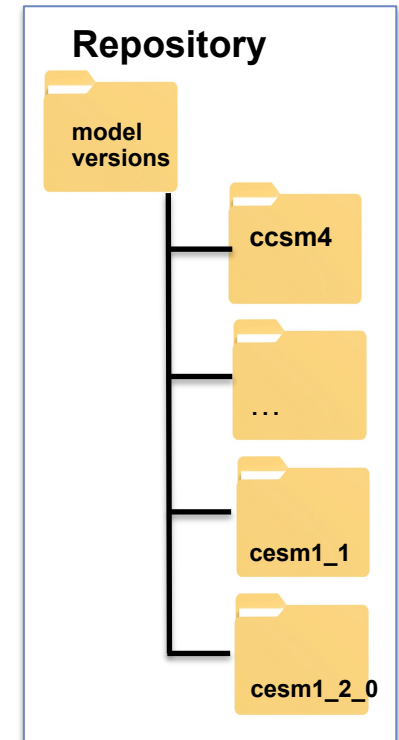 Repository
model
versions
ccsm4
...
cesm1_1
cesm1_2_0